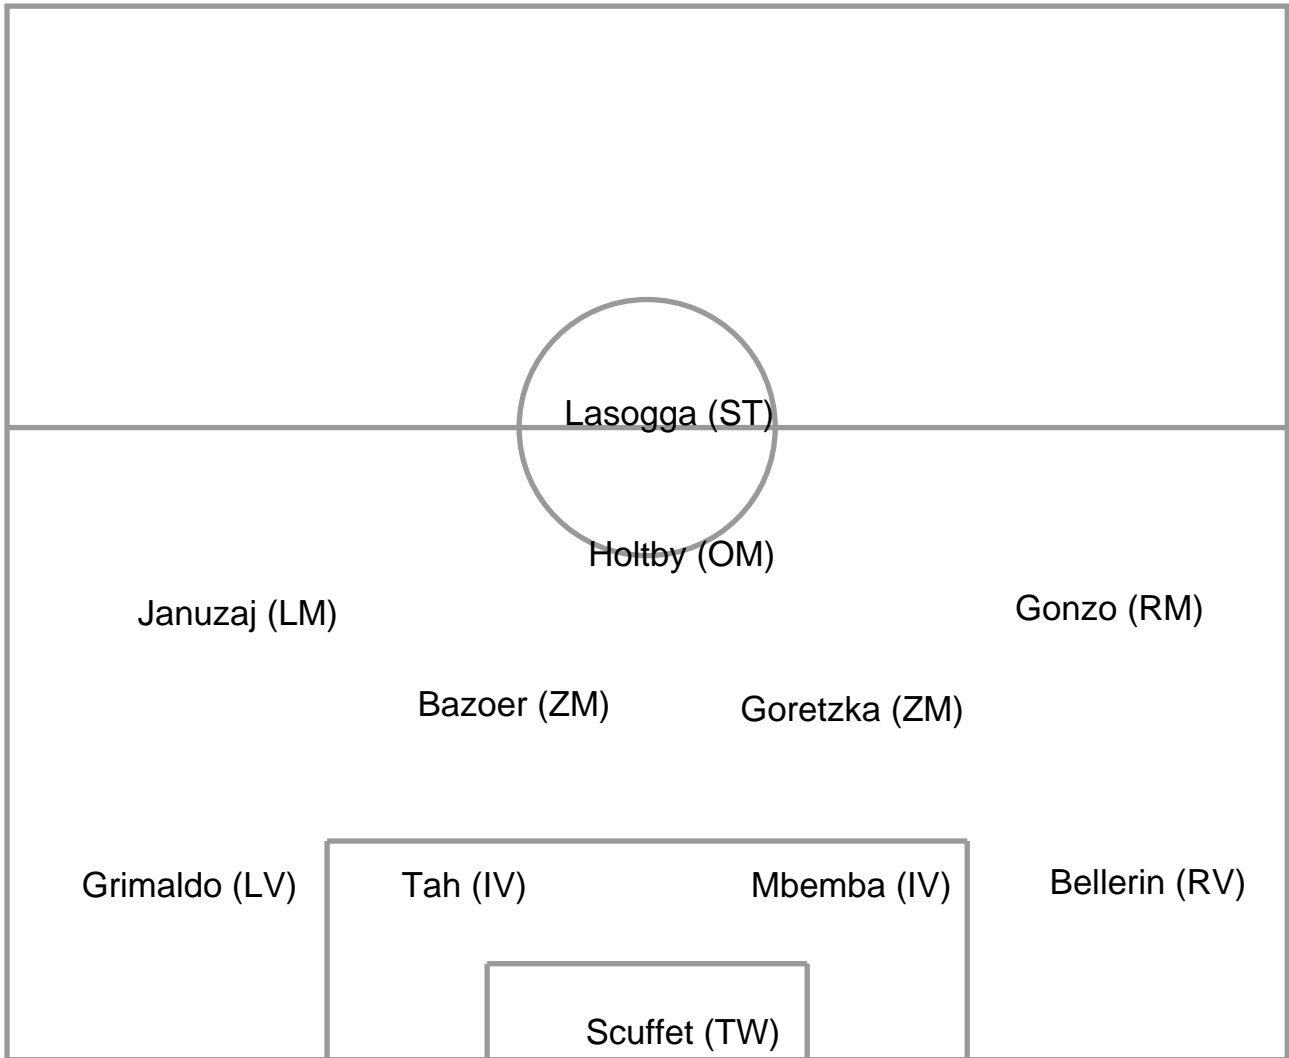 Lasogga (ST)
Holtby (OM)
Januzaj (LM)
Gonzo (RM)
Bazoer (ZM)
Goretzka (ZM)
Grimaldo (LV)
Tah (IV)
Mbemba (IV)
Bellerin (RV)
Scuffet (TW)